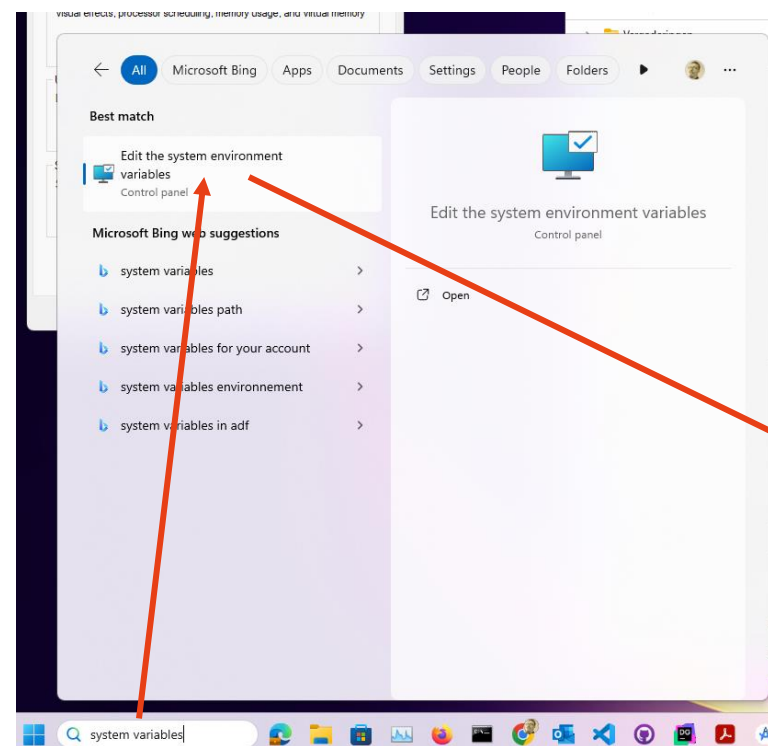 visual effects, processor scheduling, memory usage, and virtual memory
All
Microsoft Bing
Apps
Documents
Settings
People
Folders
Best match
Edit the system environment
variables
Control panel
Microsoft Bing web suggestions
system variables
system variables path
system variables for your account
system variables environnement
system variables in adf
Edit the system environment variables
Control panel
Open
system variables